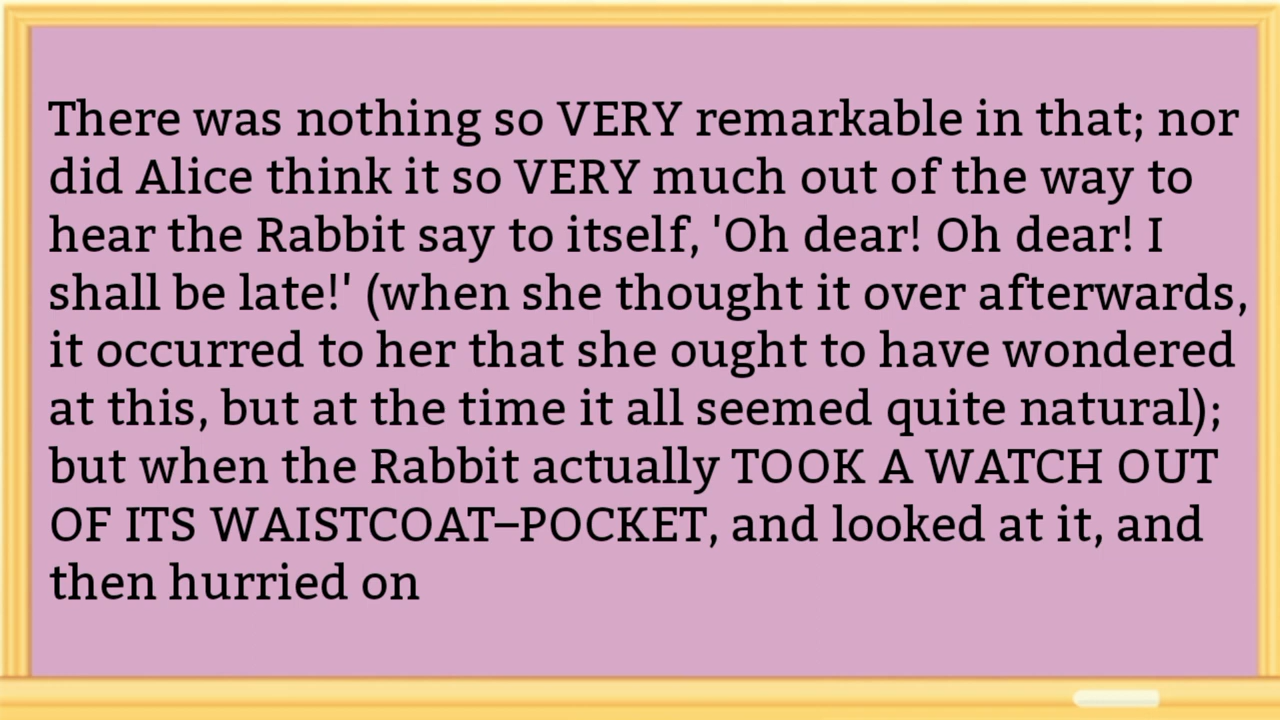 There was nothing so VERY remarkable in that; nor
did Alice think it so VERY much out of the way to
hear the Rabbit say to itself, 'Oh dear! Oh dear! I
shall be late!' (when she thought it over afterwards,
it occurred to her that she ought to have wondered
at this, but at the time it all seemed quite natural);
but when the Rabbit actually TOOK A WATCH OUT
OF ITS WAISTCOAT–POCKET, and looked at it, and
then hurried on